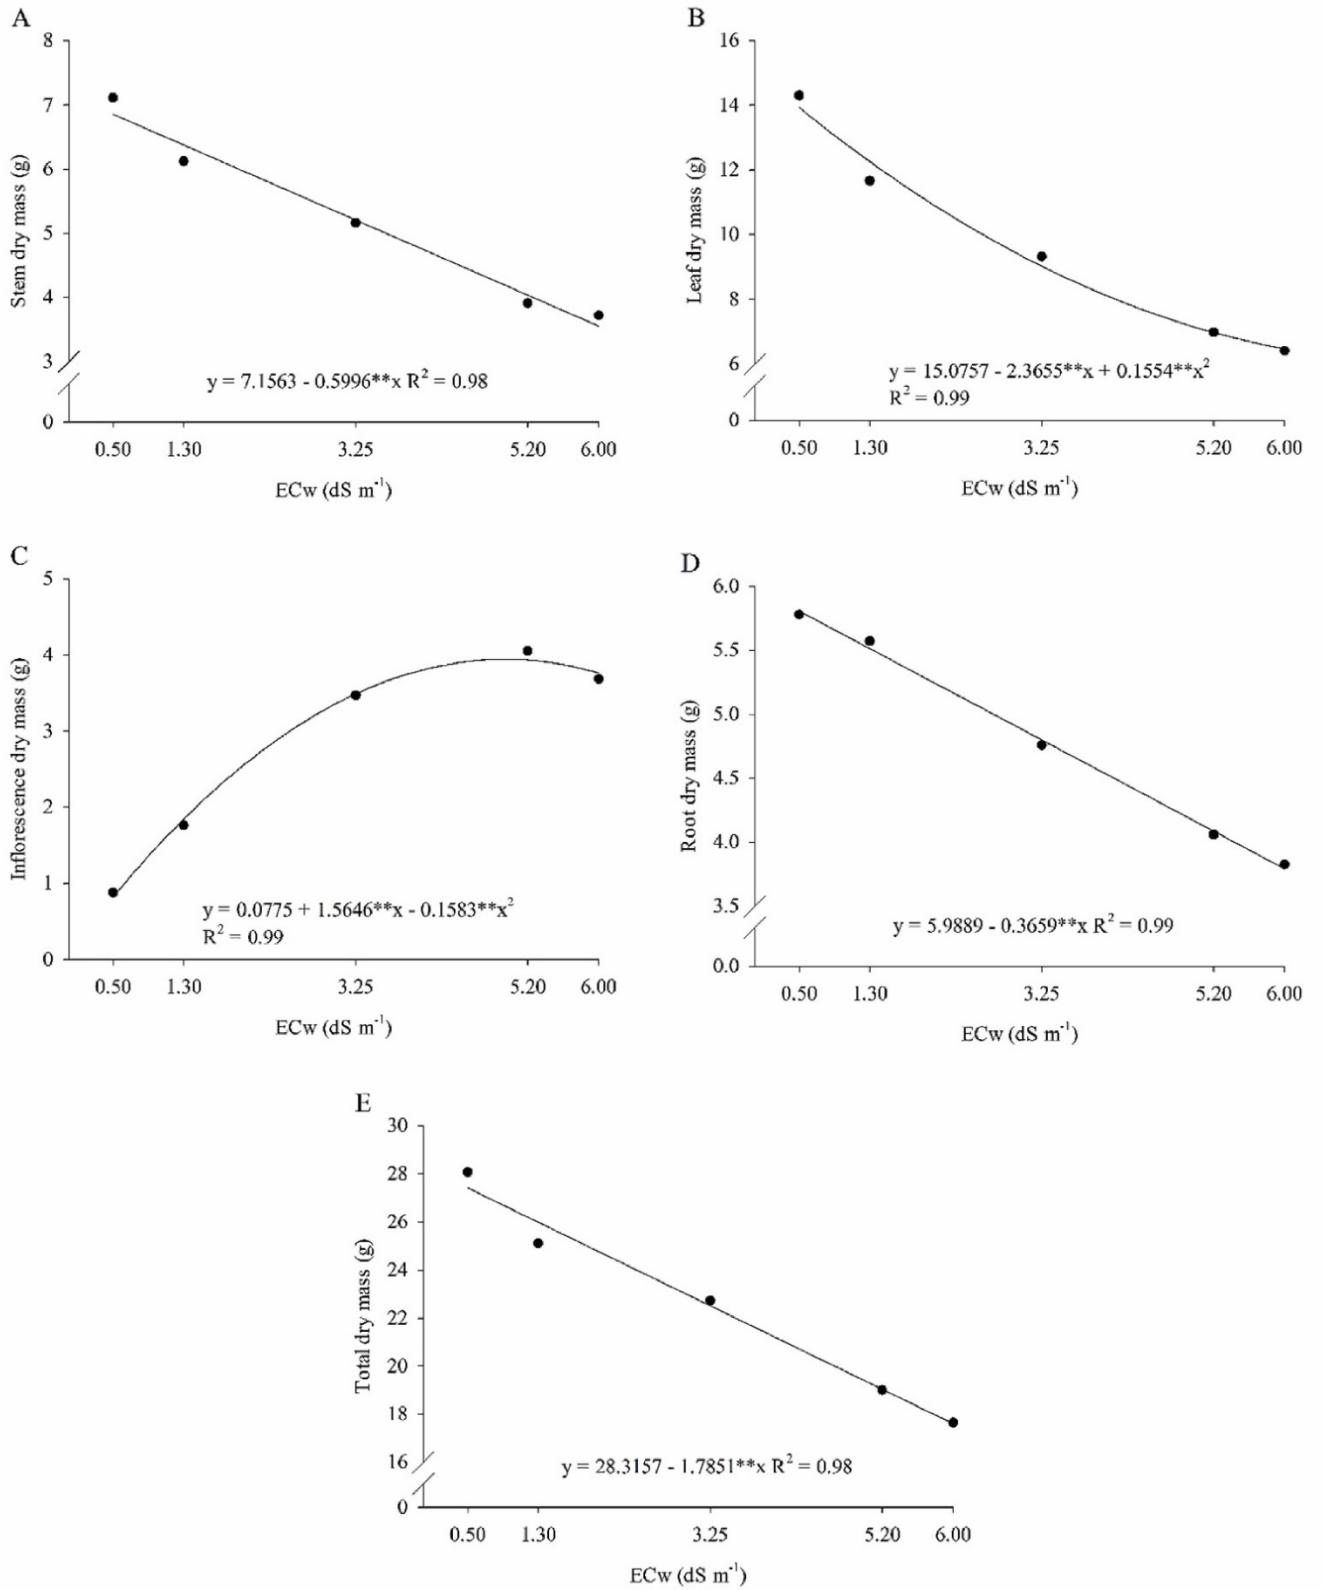 A
8
7
6
5
4
3
0
Stem dry mass (g)
y = 7.1563 - 0.5996**x R² = 0.98
0.50 1.30 3.25 5.20 6.00
ECw (dS m⁻¹)
B
16
14
12
10
8
6
0
Leaf dry mass (g)
y = 15.0757 - 2.3655**x + 0.1554**x²
R² = 0.99
0.50 1.30 3.25 5.20 6.00
ECw (dS m⁻¹)
C
5
4
3
2
1
0
Inflorescence dry mass (g)
y = 0.0775 + 1.5646**x - 0.1583**x²
R² = 0.99
0.50 1.30 3.25 5.20 6.00
ECw (dS m⁻¹)
D
6.0
5.5
5.0
4.5
4.0
3.5
0.0
Root dry mass (g)
y = 5.9889 - 0.3659**x R² = 0.99
0.50 1.30 3.25 5.20 6.00
ECw (dS m⁻¹)
E
30
28
26
24
22
20
18
16
0
Total dry mass (g)
y = 28.3157 - 1.7851**x R² = 0.98
0.50 1.30 3.25 5.20 6.00
ECw (dS m⁻¹)